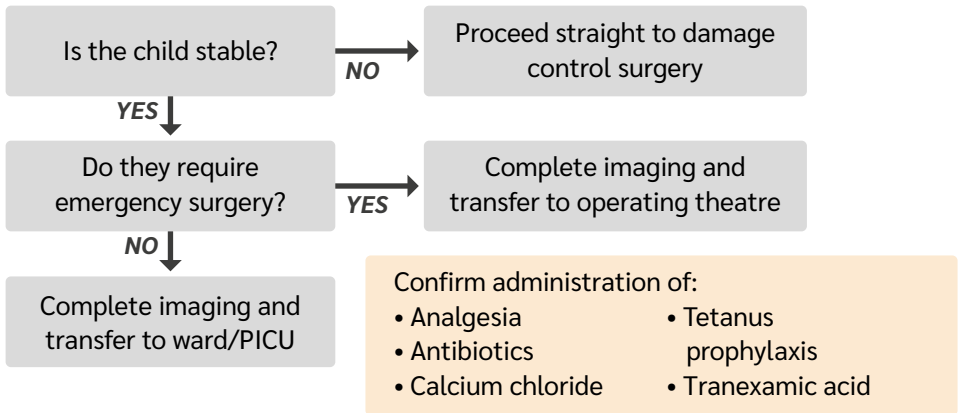 Is the child stable?
NO
Proceed straight to damage
control surgery
YES
Do they require
emergency surgery?
YES
Complete imaging and
transfer to operating theatre
NO
Complete imaging and
transfer to ward/PICU
Confirm administration of:
• Analgesia
• Antibiotics
• Calcium chloride
• Tetanus
prophylaxis
• Tranexamic acid